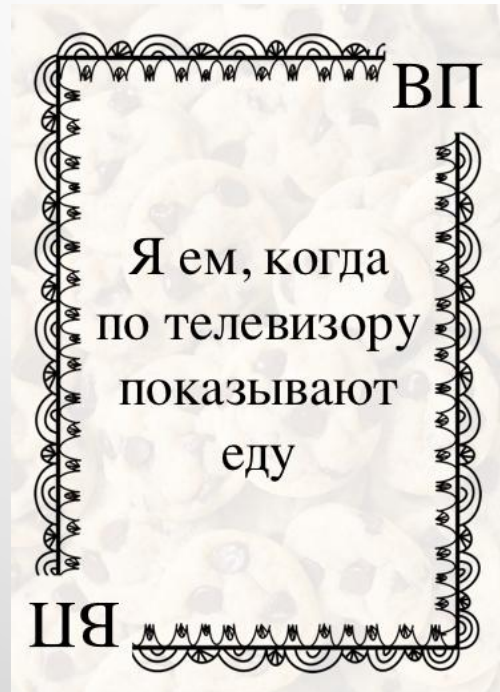 ВП
Я ем, когда
по телевизору
показывают
еду
ВП